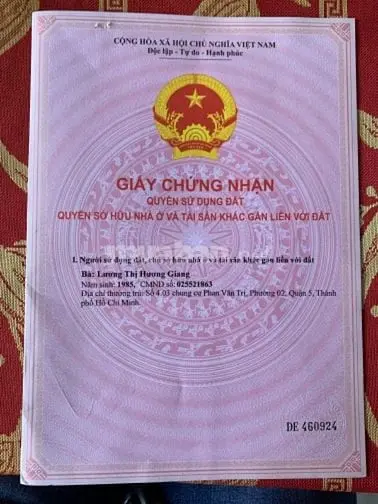 CỘNG HÒA XÃ HỘI CHỦ NGHĨA VIỆT NAM
Độc lập - Tự do - Hạnh phúc
GIẤY CHỨNG NHẬN
QUYỀN SỬ DỤNG ĐẤT
QUYỀN SỞ HỮU NHÀ Ở VÀ TÀI SẢN KHÁC GẮN LIỀN VỚI ĐẤT
I. Người sử dụng đất, chủ sở hữu nhà ở và tài sản khác gắn liền với đất
Bà: Lương Thị Hương Giang
Năm sinh: 1985, CMND số: 025521863
Địa chỉ thường trú: Số 4.03 chung cư Phan Văn Trị, Phường 02, Quận 5, Thành
phố Hồ Chí Minh.
DE 460924